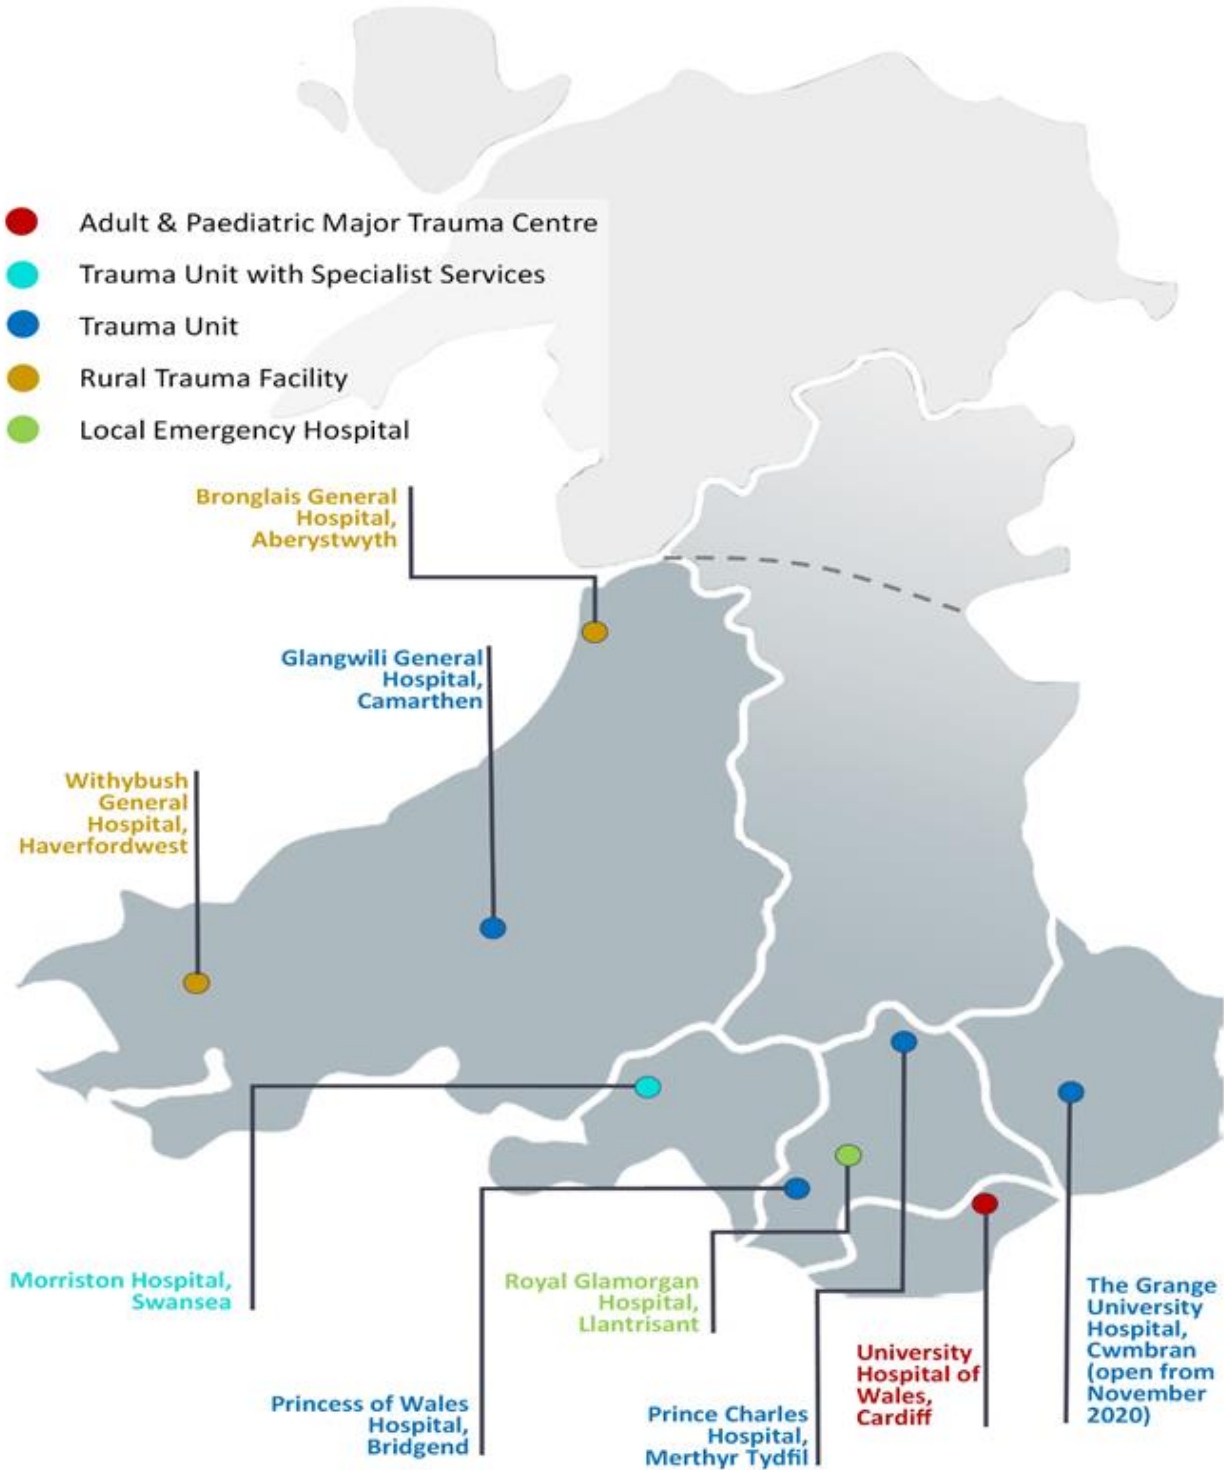 Adult & Paediatric Major Trauma Centre
Trauma Unit with Specialist Services
Trauma Unit
Rural Trauma Facility
Local Emergency Hospital
Bronglais General
Hospital,
Aberystwyth
Glangwili General
Hospital,
Camarthen
Withybush
General
Hospital,
Haverfordwest
Morriston Hospital,
Swansea
Princess of Wales
Hospital,
Bridgend
Royal Glamorgan
Hospital,
Llantrisant
Prince Charles
Hospital,
Merthyr Tydfil
University
Hospital of
Wales,
Cardiff
The Grange
University
Hospital,
Cwmbran
(open from
November
2020)